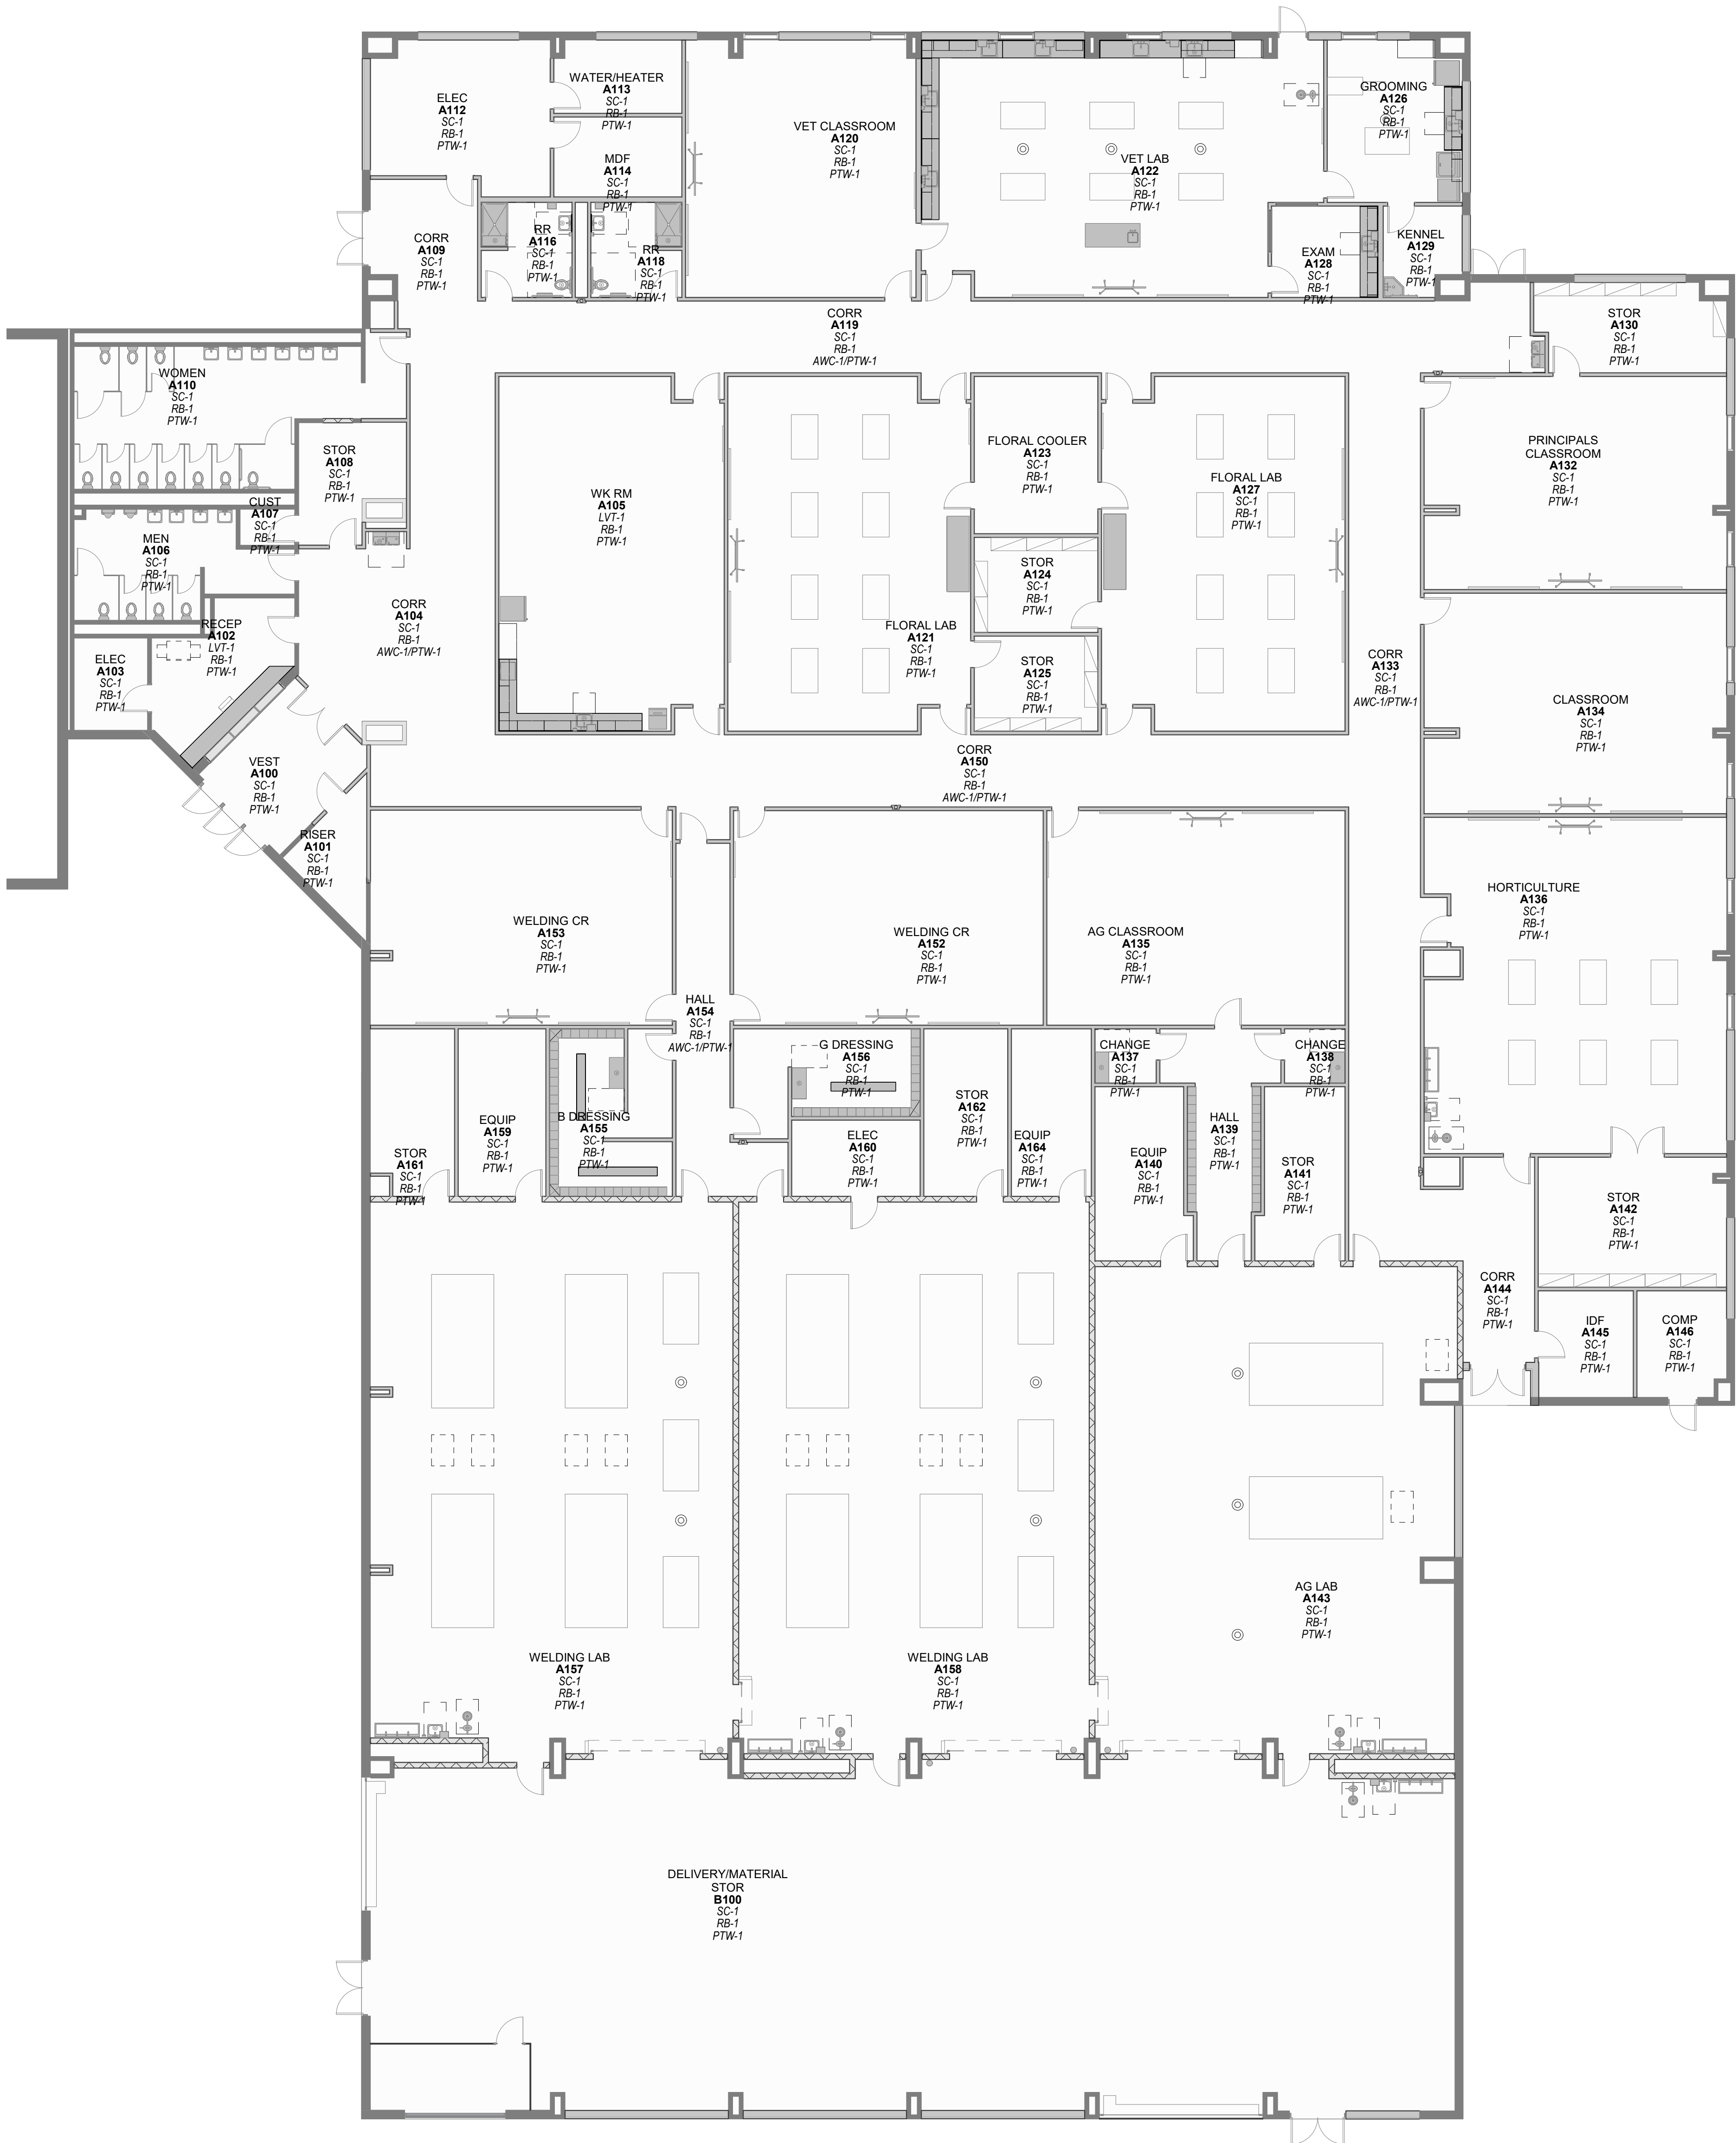 ELEC
A112
SC-1
RB-1
PTW-1
WATER/HEATER
A113
SC-1
RB-1
PTW-1
MDF
A114
SC-1
RB-1
PTW-1
VET CLASSROOM
A120
SC-1
RB-1
PTW-1
VET LAB
A122
SC-1
RB-1
PTW-1
GROOMING
A126
SC-1
RB-1
PTW-1
CORR
A109
SC-1
RB-1
PTW-1
RR
A116
SC-1
RB-1
PTW-1
RR
A118
SC-1
RB-1
PTW-1
EXAM
A128
SC-1
RB-1
PTW-1
KENNEL
A129
SC-1
RB-1
PTW-1
CORR
A119
SC-1
RB-1
AWC-1/PTW-1
STOR
A130
SC-1
RB-1
PTW-1
WOMEN
A110
SC-1
RB-1
PTW-1
STOR
A108
SC-1
RB-1
PTW-1
CUST
A107
SC-1
RB-1
PTW-1
MEN
A106
SC-1
RB-1
PTW-1
WK RM
A105
LVT-1
RB-1
PTW-1
FLORAL COOLER
A123
SC-1
RB-1
PTW-1
FLORAL LAB
A127
SC-1
RB-1
PTW-1
PRINCIPALS
CLASSROOM
A132
SC-1
RB-1
PTW-1
STOR
A124
SC-1
RB-1
PTW-1
CORR
A104
SC-1
RB-1
AWC-1/PTW-1
RECEP
A102
LVT-1
RB-1
PTW-1
ELEC
A103
SC-1
RB-1
PTW-1
FLORAL LAB
A121
SC-1
RB-1
PTW-1
STOR
A125
SC-1
RB-1
PTW-1
CORR
A133
SC-1
RB-1
AWC-1/PTW-1
CLASSROOM
A134
SC-1
RB-1
PTW-1
VEST
A100
SC-1
RB-1
PTW-1
CORR
A150
SC-1
RB-1
AWC-1/PTW-1
RISER
A101
SC-1
RB-1
PTW-1
HORTICULTURE
A136
SC-1
RB-1
PTW-1
WELDING CR
A153
SC-1
RB-1
PTW-1
WELDING CR
A152
SC-1
RB-1
PTW-1
AG CLASSROOM
A135
SC-1
RB-1
PTW-1
HALL
A154
SC-1
RB-1
AWC-1/PTW-1
G DRESSING
A156
SC-1
RB-1
PTW-1
CHANGE
A137
SC-1
RB-1
PTW-1
CHANGE
A138
SC-1
RB-1
PTW-1
STOR
A161
SC-1
RB-1
PTW-1
EQUIP
A159
SC-1
RB-1
PTW-1
B DRESSING
A155
SC-1
RB-1
PTW-1
ELEC
A160
SC-1
RB-1
PTW-1
STOR
A162
SC-1
RB-1
PTW-1
EQUIP
A164
SC-1
RB-1
PTW-1
EQUIP
A140
SC-1
RB-1
PTW-1
HALL
A139
SC-1
RB-1
PTW-1
STOR
A141
SC-1
RB-1
PTW-1
STOR
A142
SC-1
RB-1
PTW-1
CORR
A144
SC-1
RB-1
PTW-1
IDF
A145
SC-1
RB-1
PTW-1
COMP
A146
SC-1
RB-1
PTW-1
AG LAB
A143
SC-1
RB-1
PTW-1
WELDING LAB
A157
SC-1
RB-1
PTW-1
WELDING LAB
A158
SC-1
RB-1
PTW-1
DELIVERY/MATERIAL
STOR
B100
SC-1
RB-1
PTW-1